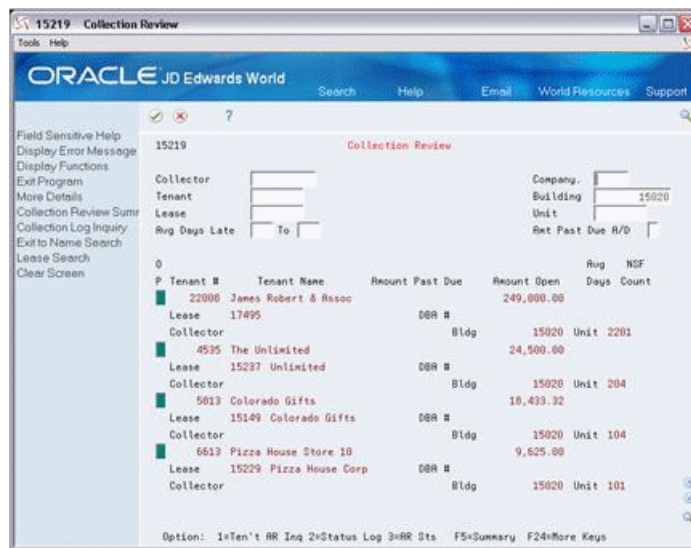 15219 Collection Review
Tools Help
ORACLE JD Edwards World
Search Help Email World Resources Support
?
Field Sensitive Help
Display Error Message
Display Functions
Exit Program
More Details
Collection Review Sumr
Collection Log Inquiry
Exit to Name Search
Lease Search
Clear Screen
15219 Collection Review
Collector Company.
Tenant Building 15020
Lease Unit
Avg Days Late To Amt Past Due A/D
O Avg NSF
P Tenant # Tenant Name Amount Past Due Amount Open Days Count
22008 James Robert & Assoc 249,000.00
Lease 17495 DBA #
Collector Bldg 15020 Unit 2201
4535 The Unlimited 24,500.00
Lease 15237 Unlimited DBA #
Collector Bldg 15020 Unit 204
5813 Colorado Gifts 18,433.32
Lease 15149 Colorado Gifts DBA #
Collector Bldg 15020 Unit 104
6613 Pizza House Store 10 9,625.00
Lease 15229 Pizza House Corp DBA #
Collector Bldg 15020 Unit 101
Option: 1=Ten't AR Inq 2=Status Log 3=AR Sts F5=Summary F24=More Keys